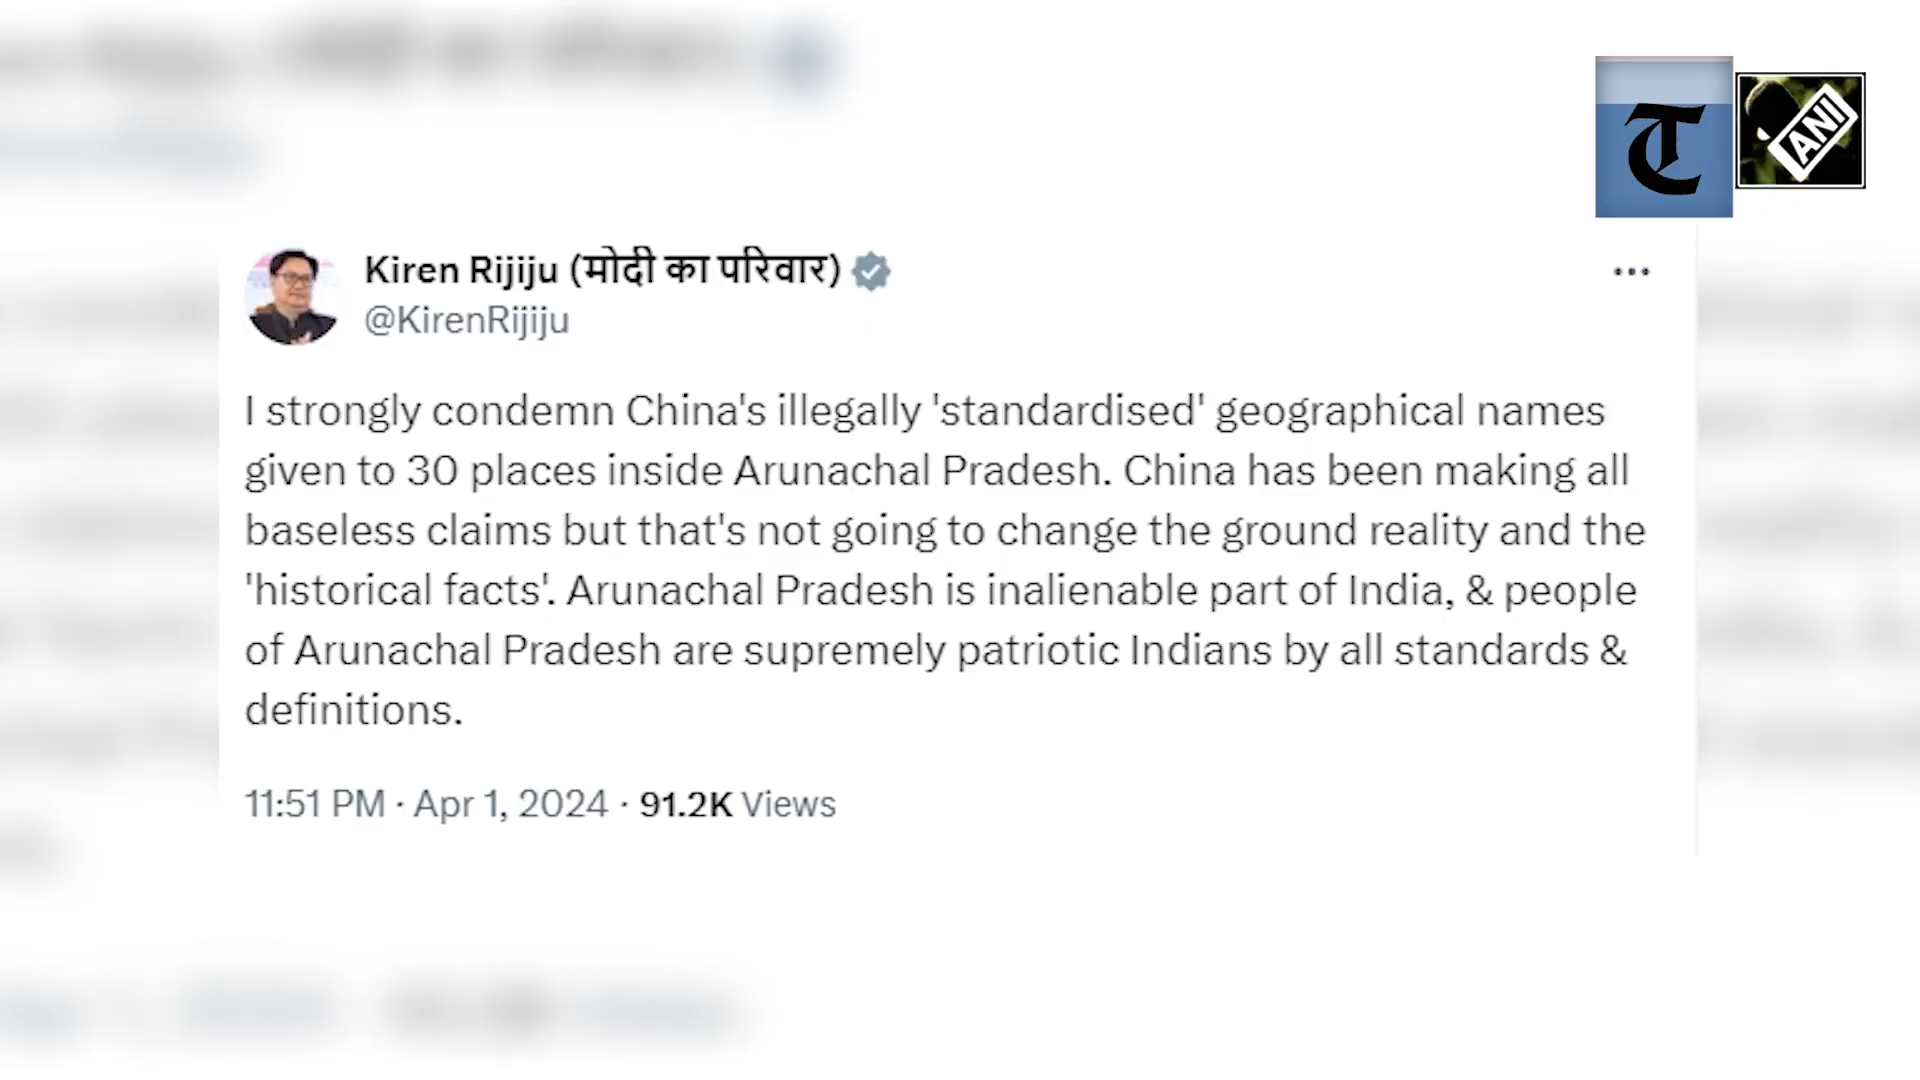 T
ANI
Kiren Rijiju (मोदी का परिवार)
@KirenRijiju
I strongly condemn China's illegally 'standardised' geographical names
given to 30 places inside Arunachal Pradesh. China has been making all
baseless claims but that's not going to change the ground reality and the
'historical facts'. Arunachal Pradesh is inalienable part of India, & people
of Arunachal Pradesh are supremely patriotic Indians by all standards &
definitions.
11:51 PM · Apr 1, 2024 · 91.2K Views